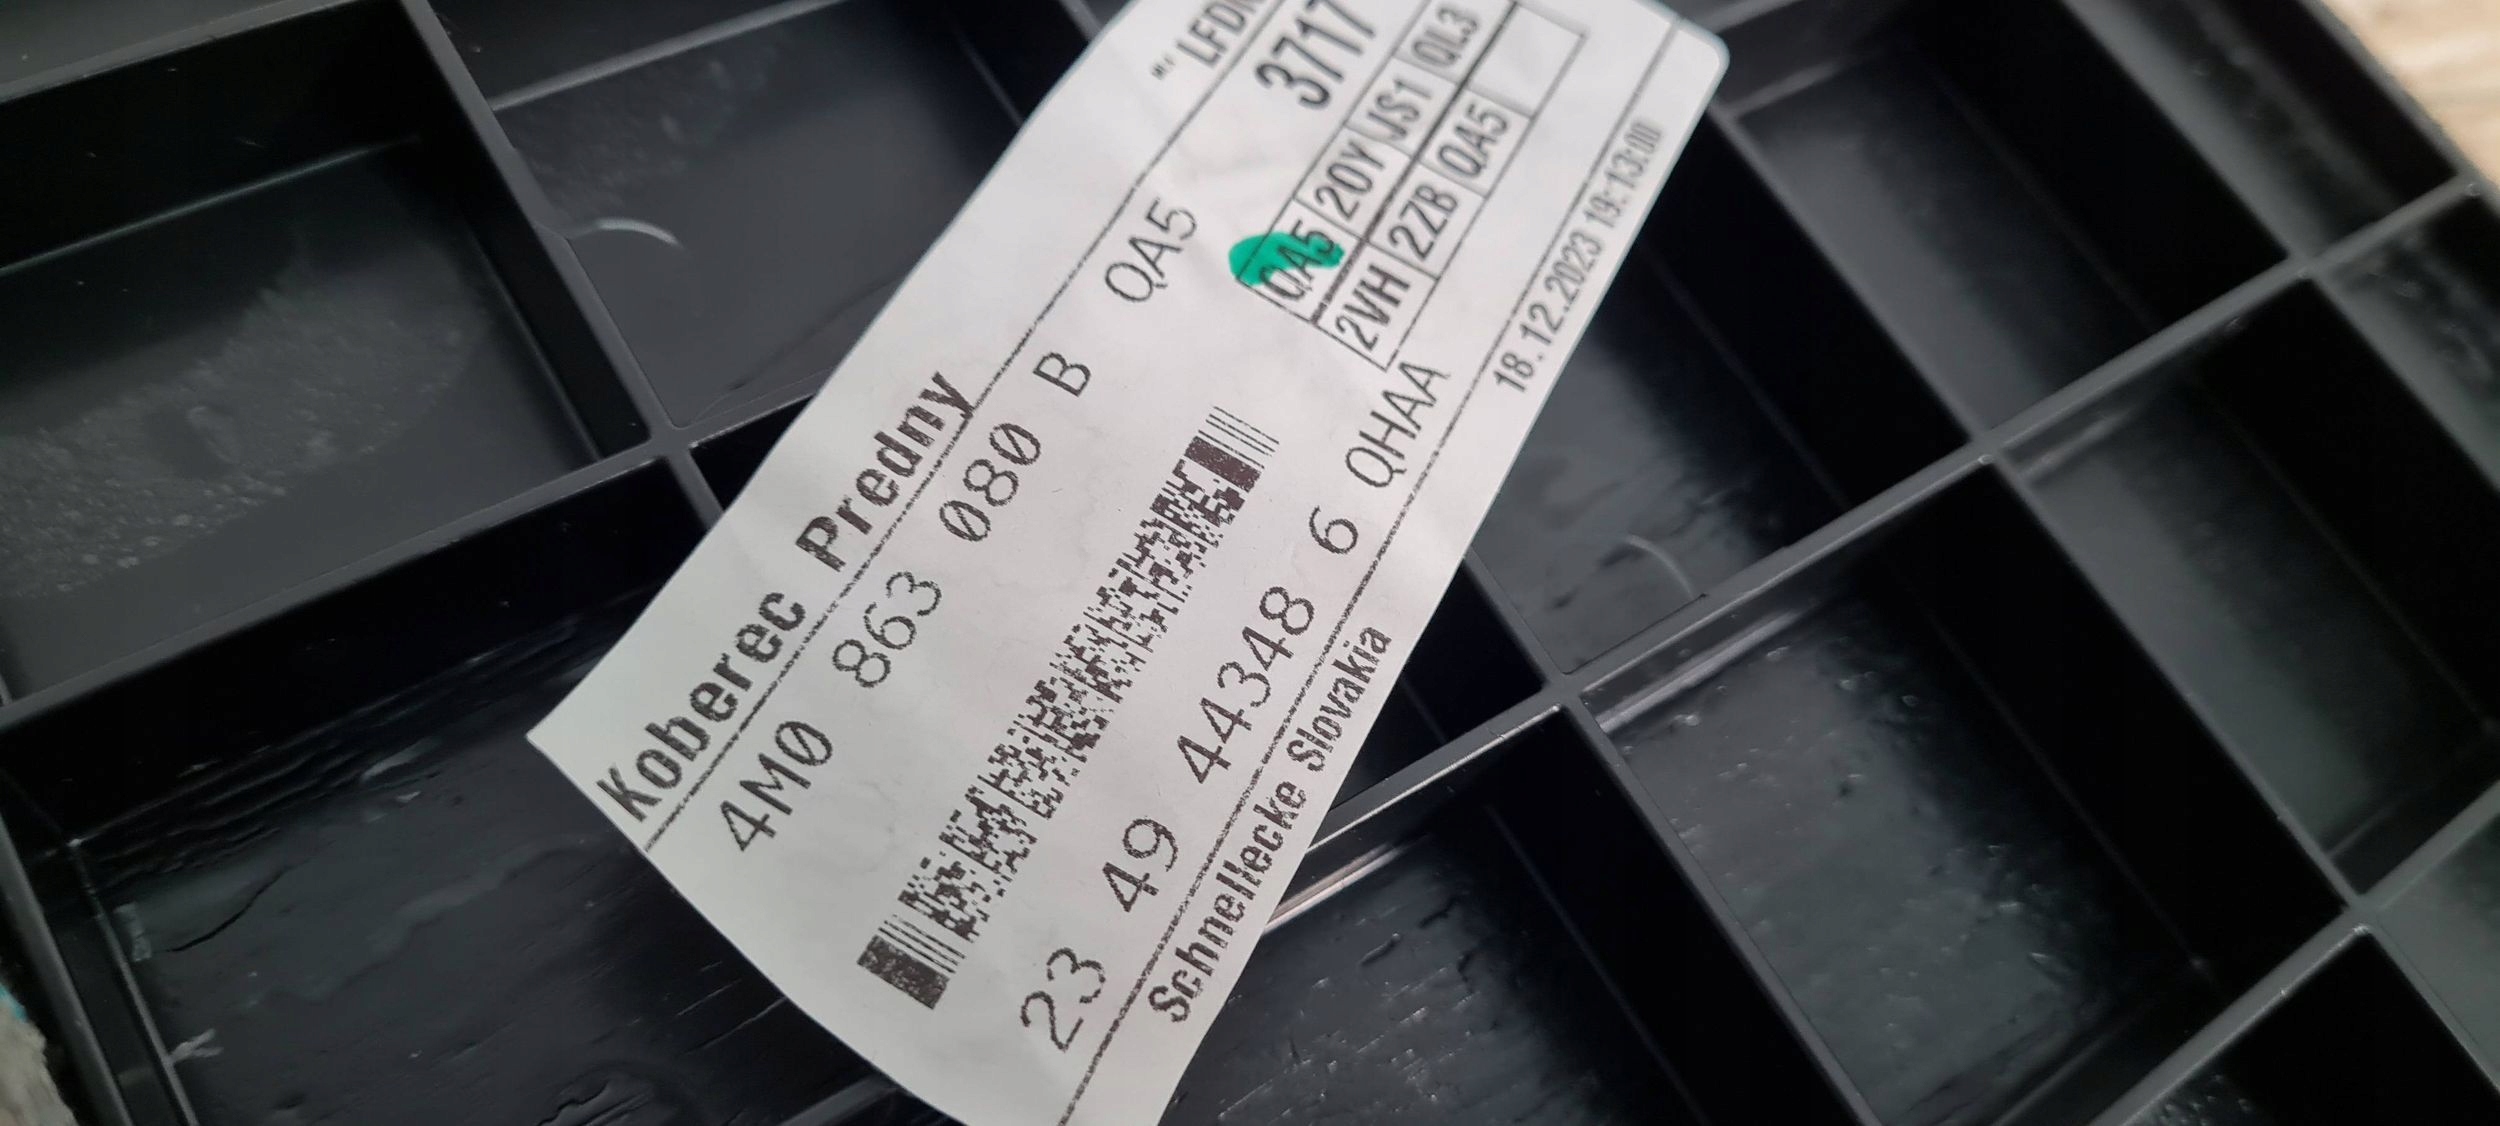 Koberec Predny
LFDN
4M0 863 080 B QA5
3717
QA5 20Y JS1 QL3
2VH 2ZB QA5
23 49 44348 6 QHAA
Schnellecke Slovakia
18.12.2023 19:13:00